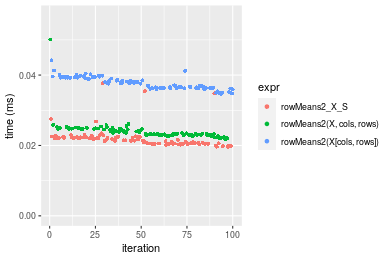 time (ms)
0.04
0.02
0.00
0
25
50
75
100
iteration
expr
rowMeans2_X_S
rowMeans2(X, cols, rows)
rowMeans2(X[cols, rows])